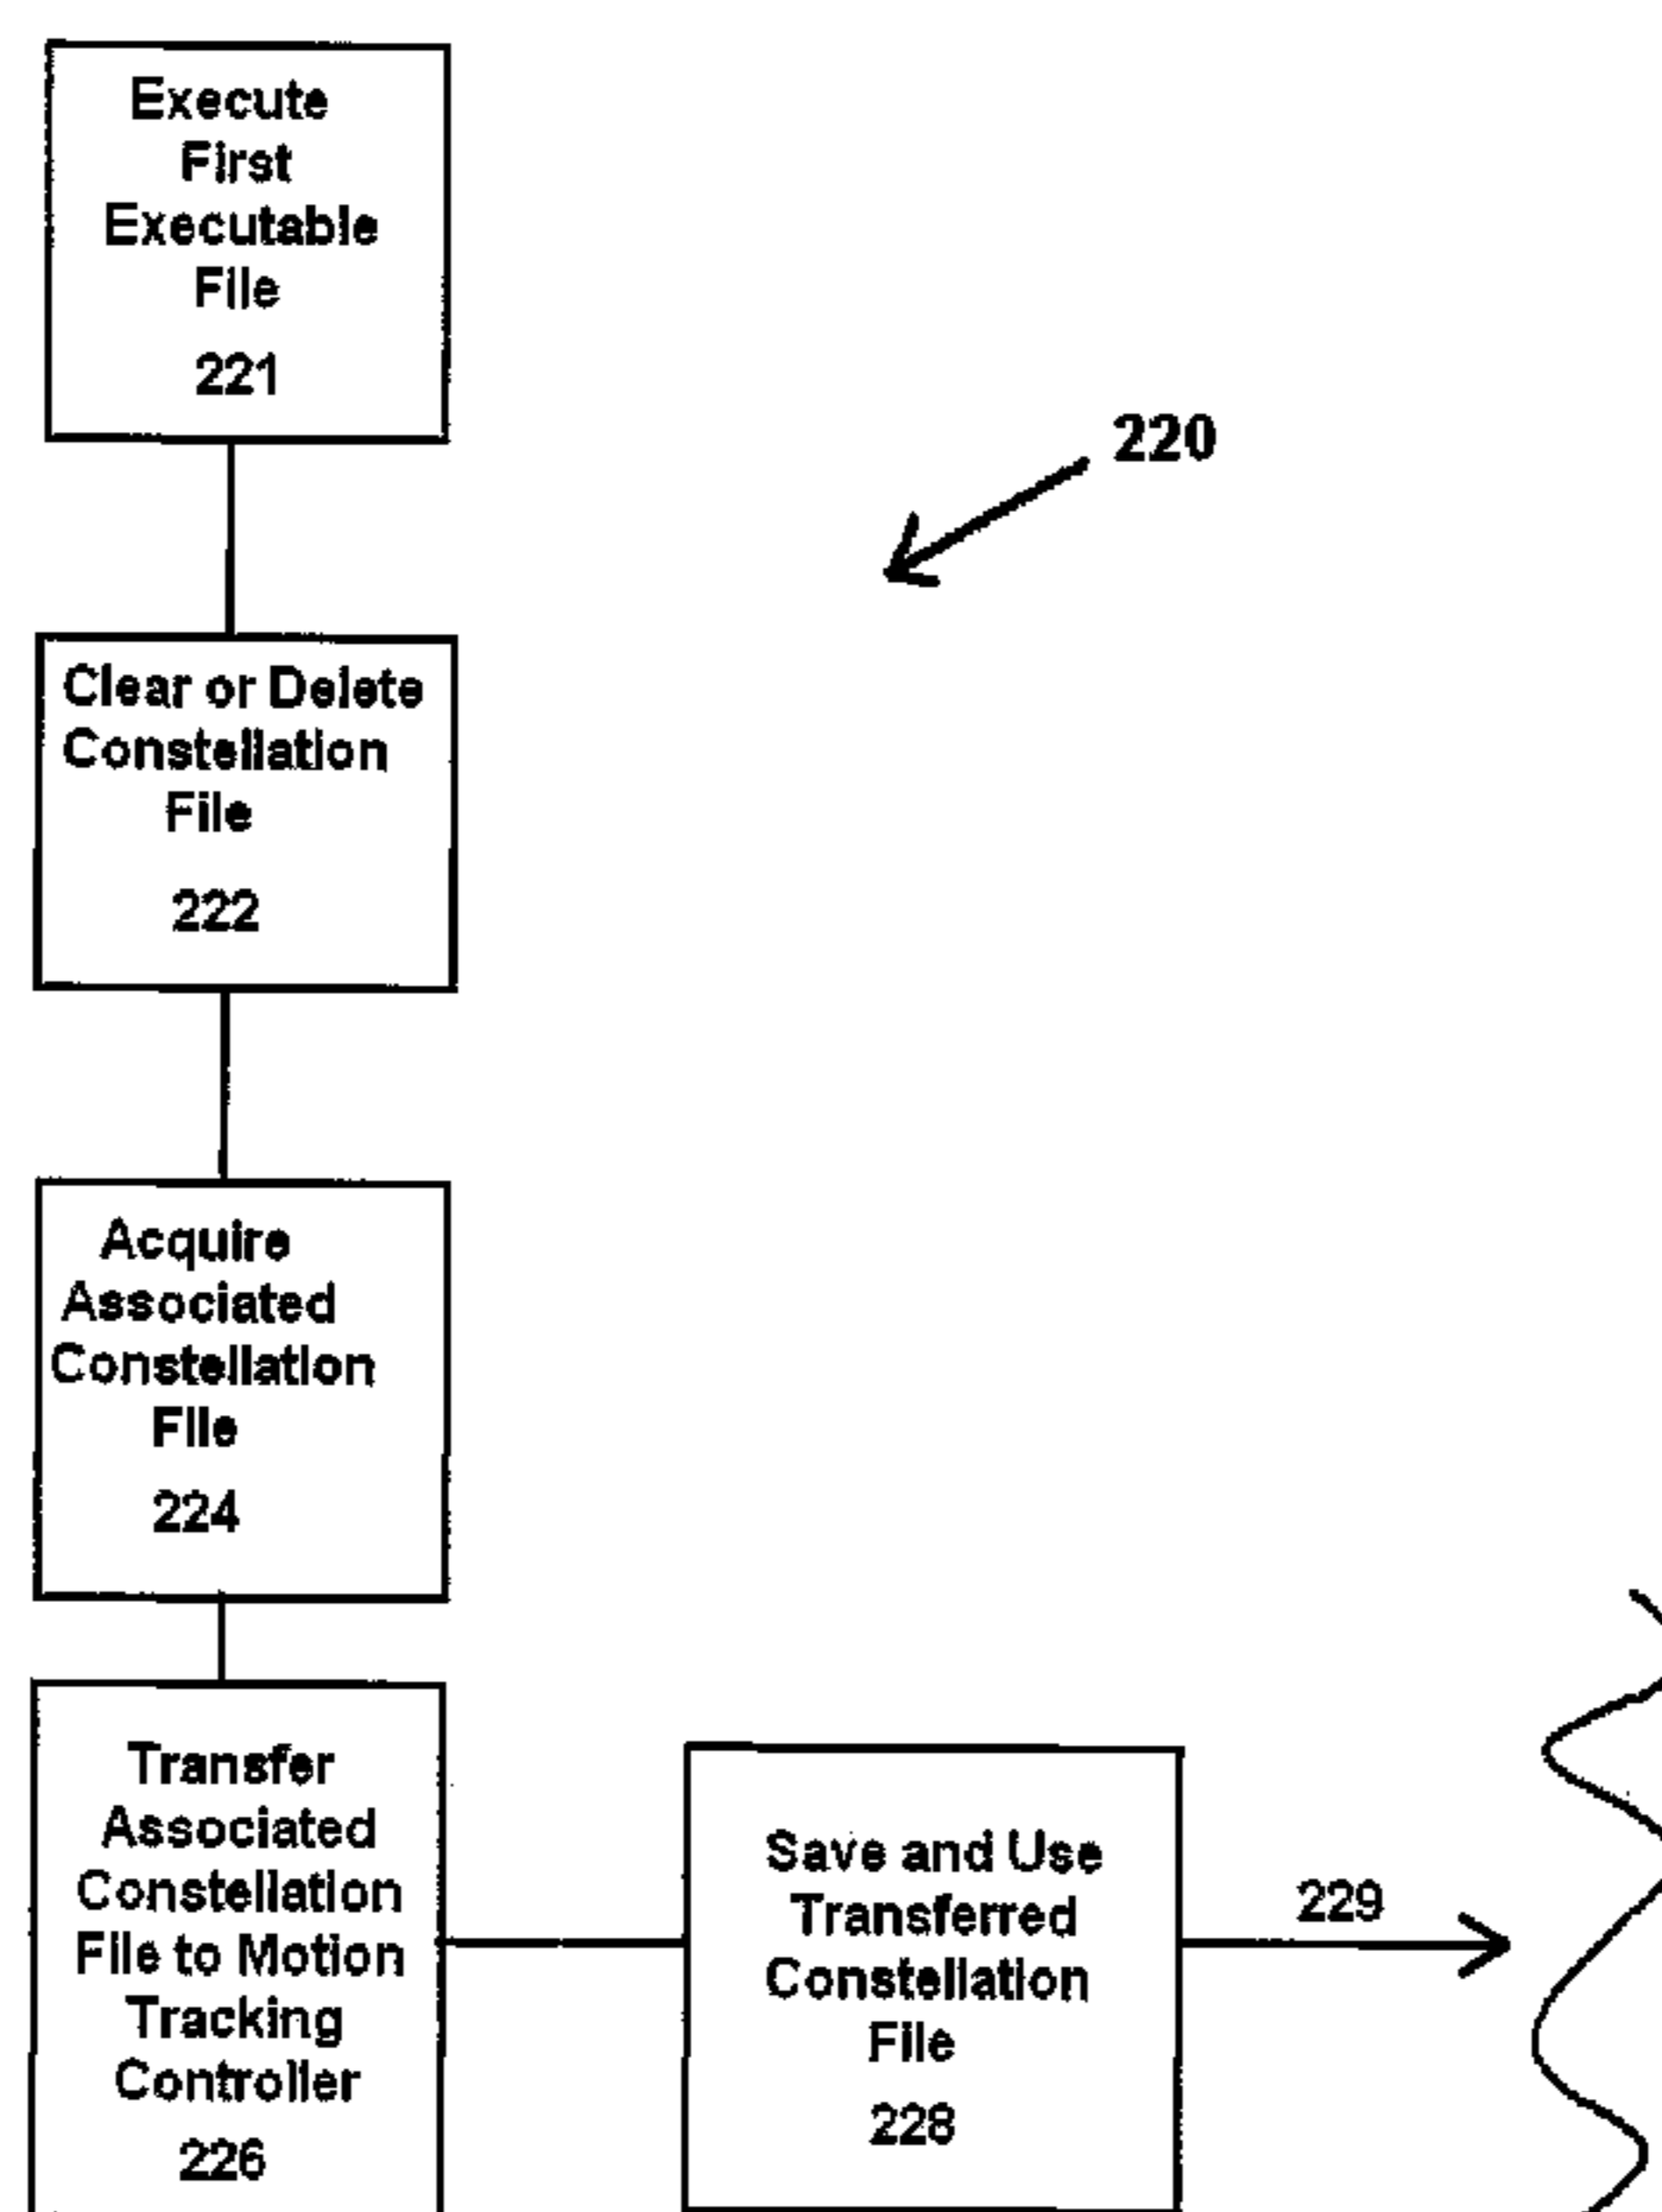 Execute
First
Executable
File
221
220
Clear or Delete
Constellation
File
222
Acquire
Associated
Constellation
File
224
Transfer
Associated
Constellation
File to Motion
Tracking
Controller
226
Save and Use
Transferred
Constellation
File
228
229